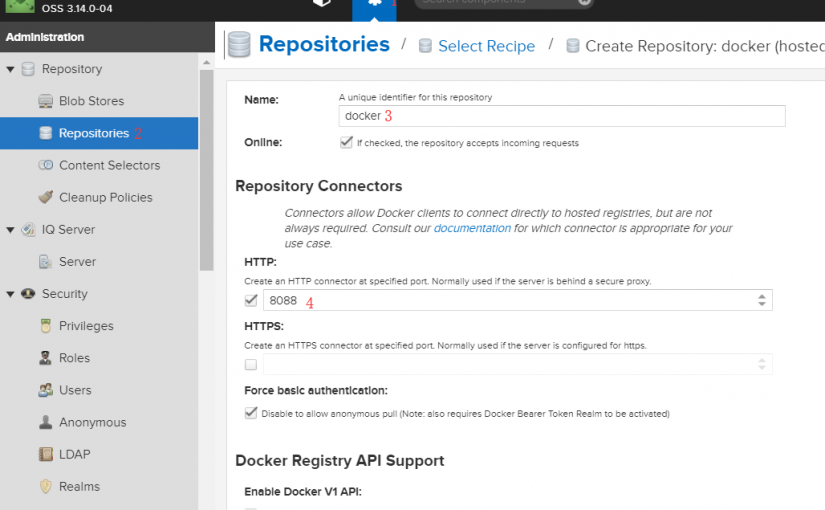 OSS 3.14.0-04
1
Search components
Administration
Repository
Blob Stores
Repositories 2
Content Selectors
Cleanup Policies
IQ Server
Server
Security
Privileges
Roles
Users
Anonymous
LDAP
Realms
Repositories / Select Recipe / Create Repository: docker (hosted
Name:
A unique identifier for this repository
docker 3
Online:
If checked, the repository accepts incoming requests
Repository Connectors
Connectors allow Docker clients to connect directly to hosted registries, but are not
always required. Consult our documentation for which connector is appropriate for your
use case.
HTTP:
Create an HTTP connector at specified port. Normally used if the server is behind a secure proxy.
8088 4
HTTPS:
Create an HTTPS connector at specified port. Normally used if the server is configured for https.
Force basic authentication:
Disable to allow anonymous pull (Note: also requires Docker Bearer Token Realm to be activated)
Docker Registry API Support
Enable Docker V1 API: